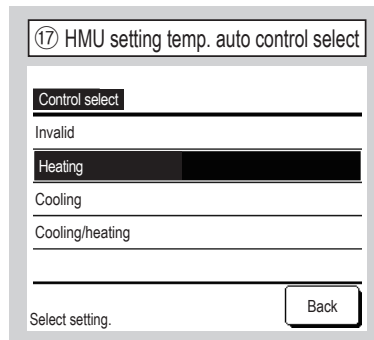 ⑰ HMU setting temp. auto control select
Control select
Invalid
Heating
Cooling
Cooling/heating
Back
Select setting.